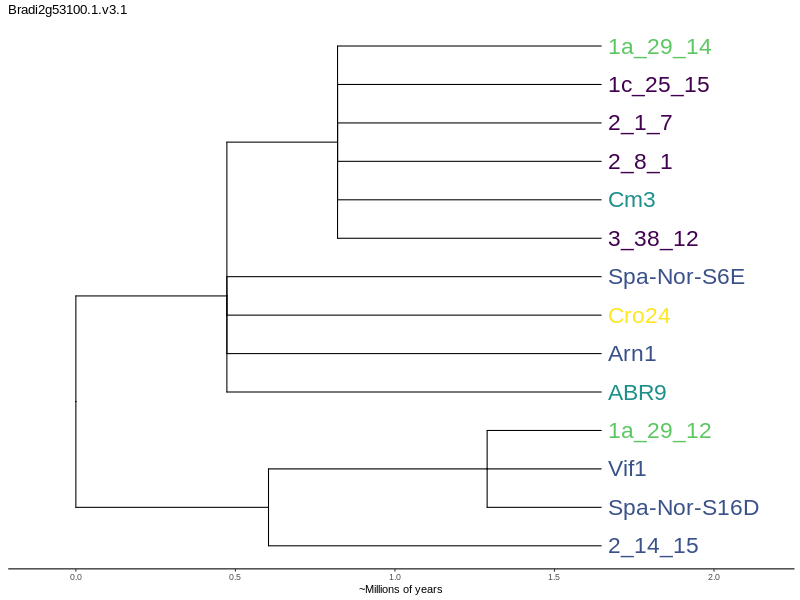 Bradi2g53100.1.v3.1
1a_29_14
1c_25_15
2_1_7
2_8_1
Cm3
3_38_12
Spa-Nor-S6E
Cro24
Arn1
ABR9
1a_29_12
Vif1
Spa-Nor-S16D
2_14_15
0.0 0.5 1.0 1.5 2.0
~Millions of years